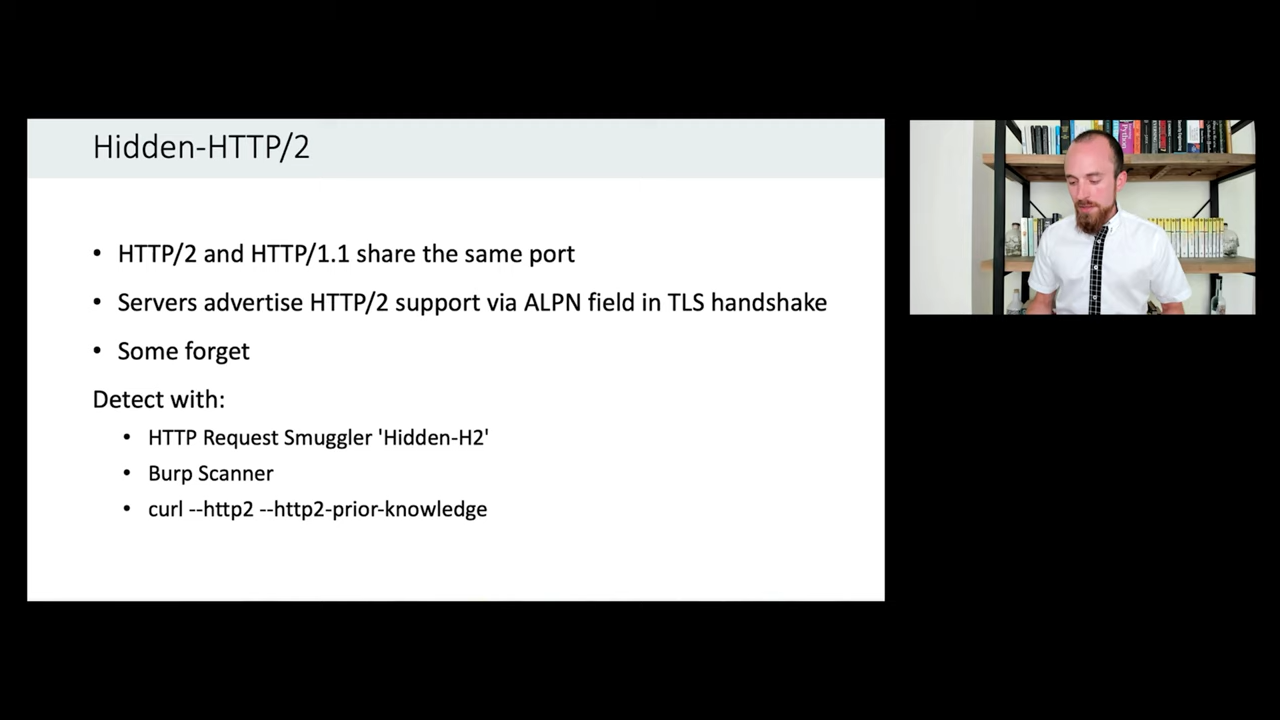 Hidden-HTTP/2
• HTTP/2 and HTTP/1.1 share the same port
• Servers advertise HTTP/2 support via ALPN field in TLS handshake
• Some forget
Detect with:
• HTTP Request Smuggler 'Hidden-H2'
• Burp Scanner
• curl --http2 --http2-prior-knowledge
Python